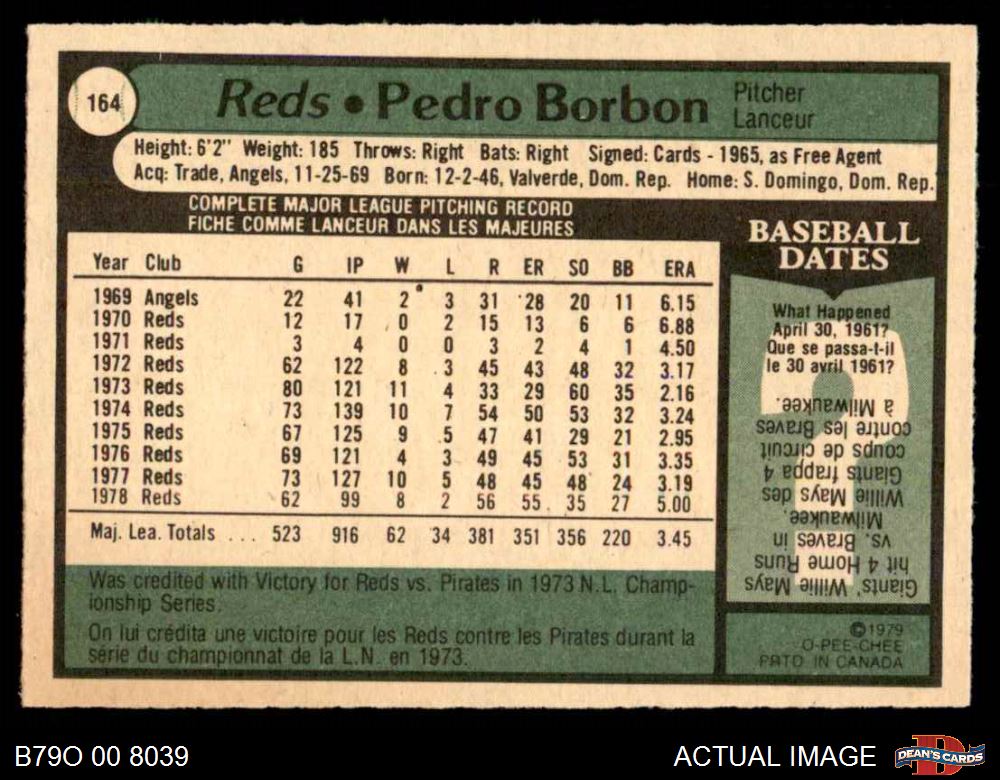 164
Reds • Pedro Borbon
Pitcher
Lanceur
Height: 6'2" Weight: 185 Throws: Right Bats: Right Signed: Cards - 1965, as Free Agent
Acq: Trade, Angels, 11-25-69 Born: 12-2-46, Valverde, Dom. Rep. Home: S. Domingo, Dom. Rep.
COMPLETE MAJOR LEAGUE PITCHING RECORD
FICHE COMME LANCEUR DANS LES MAJEURES
Year Club G IP W L R ER SO BB ERA
1969 Angels 22 41 2 3 31 28 20 11 6.15
1970 Reds 12 17 0 2 15 13 6 6 6.88
1971 Reds 3 4 0 0 3 2 4 1 4.50
1972 Reds 62 122 8 3 45 43 48 32 3.17
1973 Reds 80 121 11 4 33 29 60 35 2.16
1974 Reds 73 139 10 7 54 50 53 32 3.24
1975 Reds 67 125 9 5 47 41 29 21 2.95
1976 Reds 69 121 4 3 49 45 53 31 3.35
1977 Reds 73 127 10 5 48 45 48 24 3.19
1978 Reds 62 99 8 2 56 55 35 27 5.00
Maj. Lea. Totals ... 523 916 62 34 381 351 356 220 3.45
Was credited with Victory for Reds vs. Pirates in 1973 N.L. Champ-
ionship Series.
On lui crédita une victoire pour les Reds contre les Pirates durant la
série du championnat de la L.N. en 1973.
BASEBALL
DATES
What Happened
April 30, 1961?
Que se passa-t-il
le 30 avril 1961?
Giants' Willie Mays
hit 4 Home Runs
vs. Braves in
Milwaukee.
Willie Mays des
Giants frappa 4
coups de circuit
contre les Braves
à Milwaukee.
©1979
O-PEE-CHEE
PRTD IN CANADA
B79O 00 8039
ACTUAL IMAGE
DEAN'S CARDS